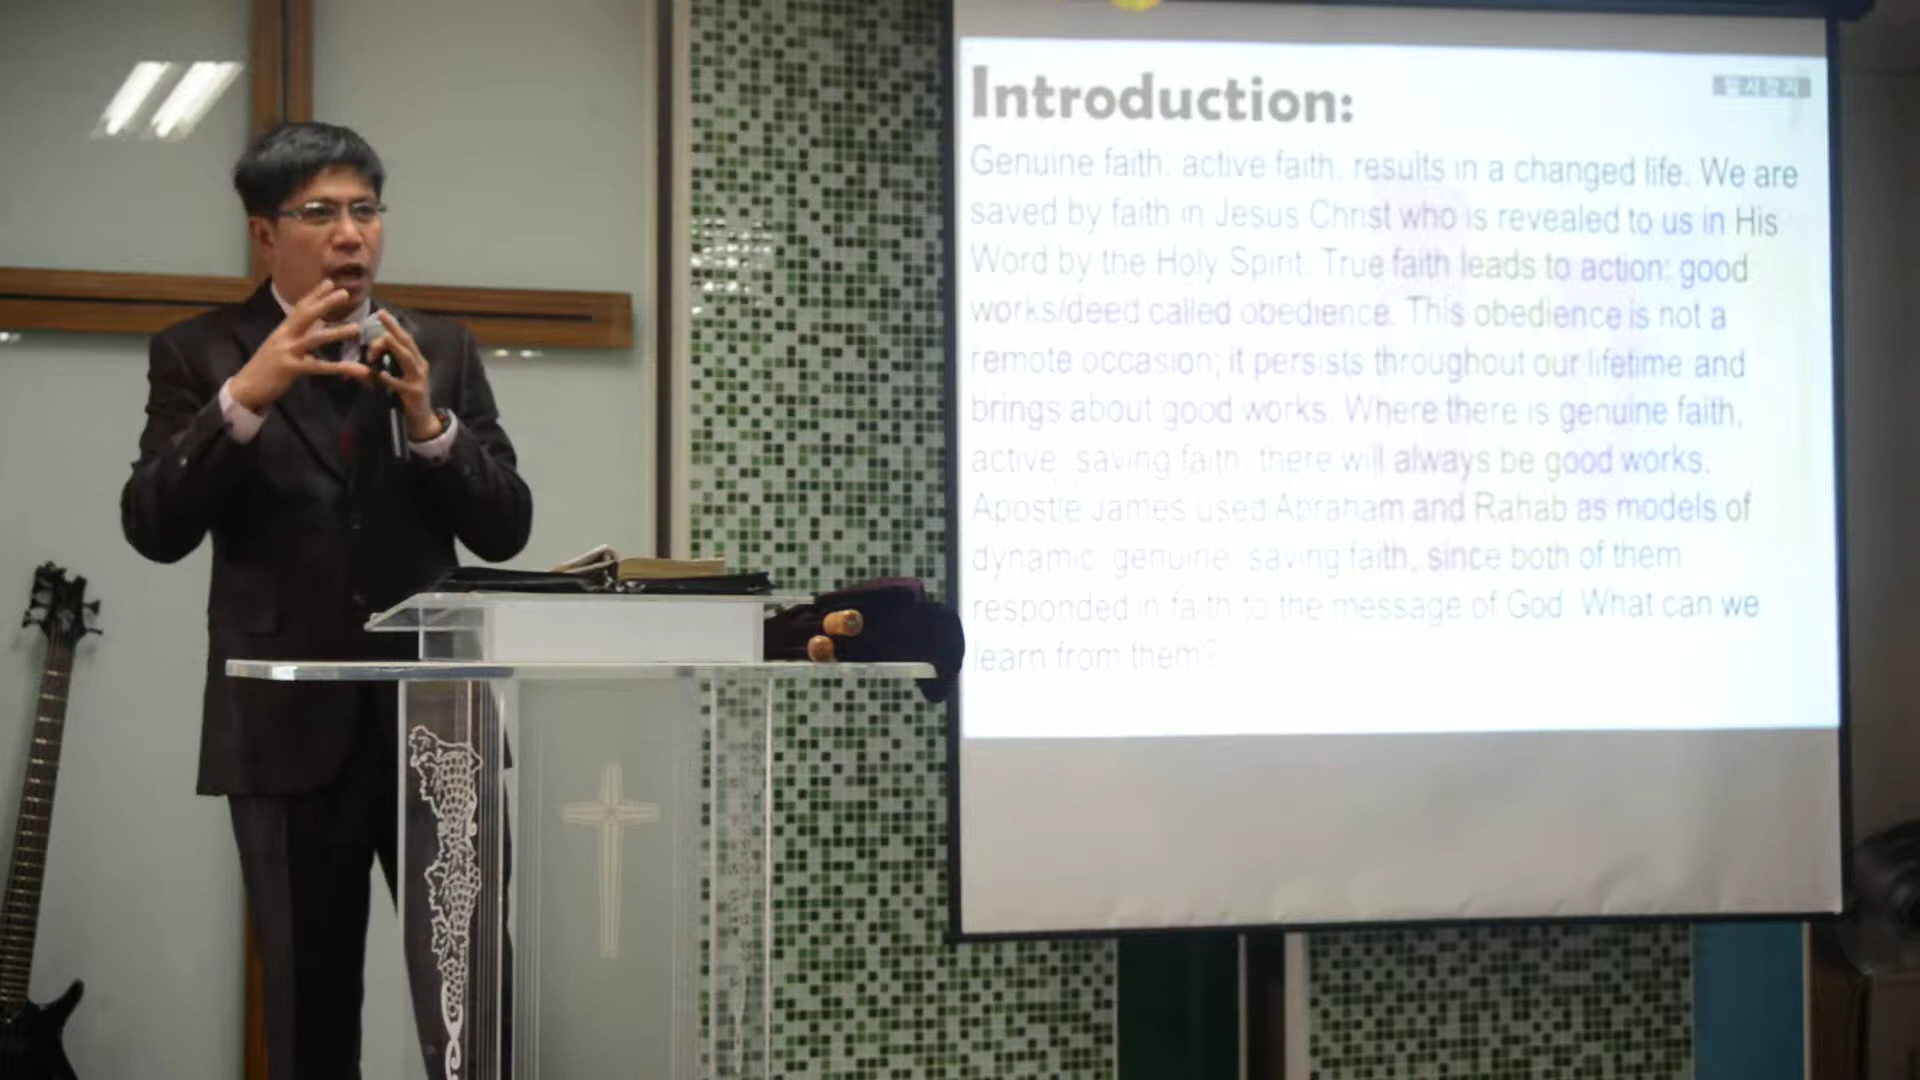 Introduction:
일시정지
Genuine faith, active faith, results in a changed life. We are
saved by faith in Jesus Christ who is revealed to us in His
Word by the Holy Spirit. True faith leads to action: good
works/deed called obedience. This obedience is not a
remote occasion; it persists throughout our lifetime and
brings about good works. Where there is genuine faith,
active, saving faith, there will always be good works.
Apostle James used Abraham and Rahab as models of
dynamic, genuine, saving faith, since both of them
responded in faith to the message of God. What can we
learn from them?